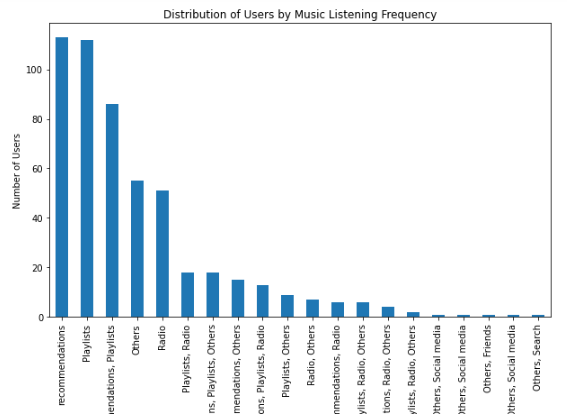 Distribution of Users by Music Listening Frequency
Number of Users
100
80
60
40
20
0
recommendations
Playlists
mendations, Playlists
Others
Radio
Playlists, Radio
ns, Playlists, Others
mmendations, Others
ons, Playlists, Radio
Playlists, Others
Radio, Others
mmendations, Radio
ylists, Radio, Others
tions, Radio, Others
ylists, Radio, Others
Others, Social media
Others, Social media
Others, Friends
Others, Social media
Others, Search